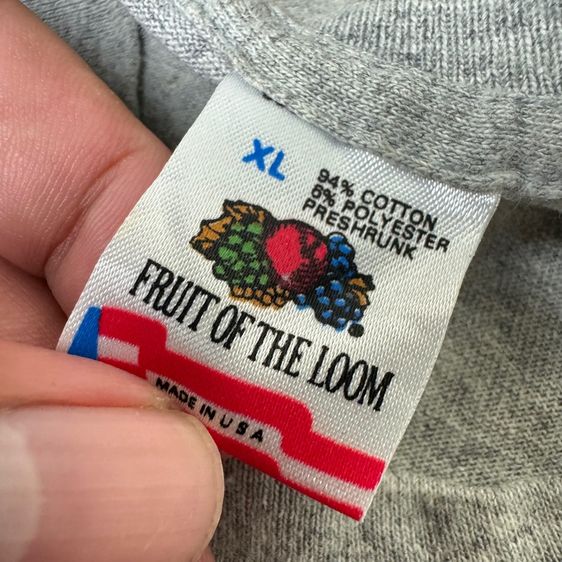 XL
94% COTTON
6% POLYESTER
PRESHRUNK
FRUIT OF THE LOOM
®
MADE IN U S A